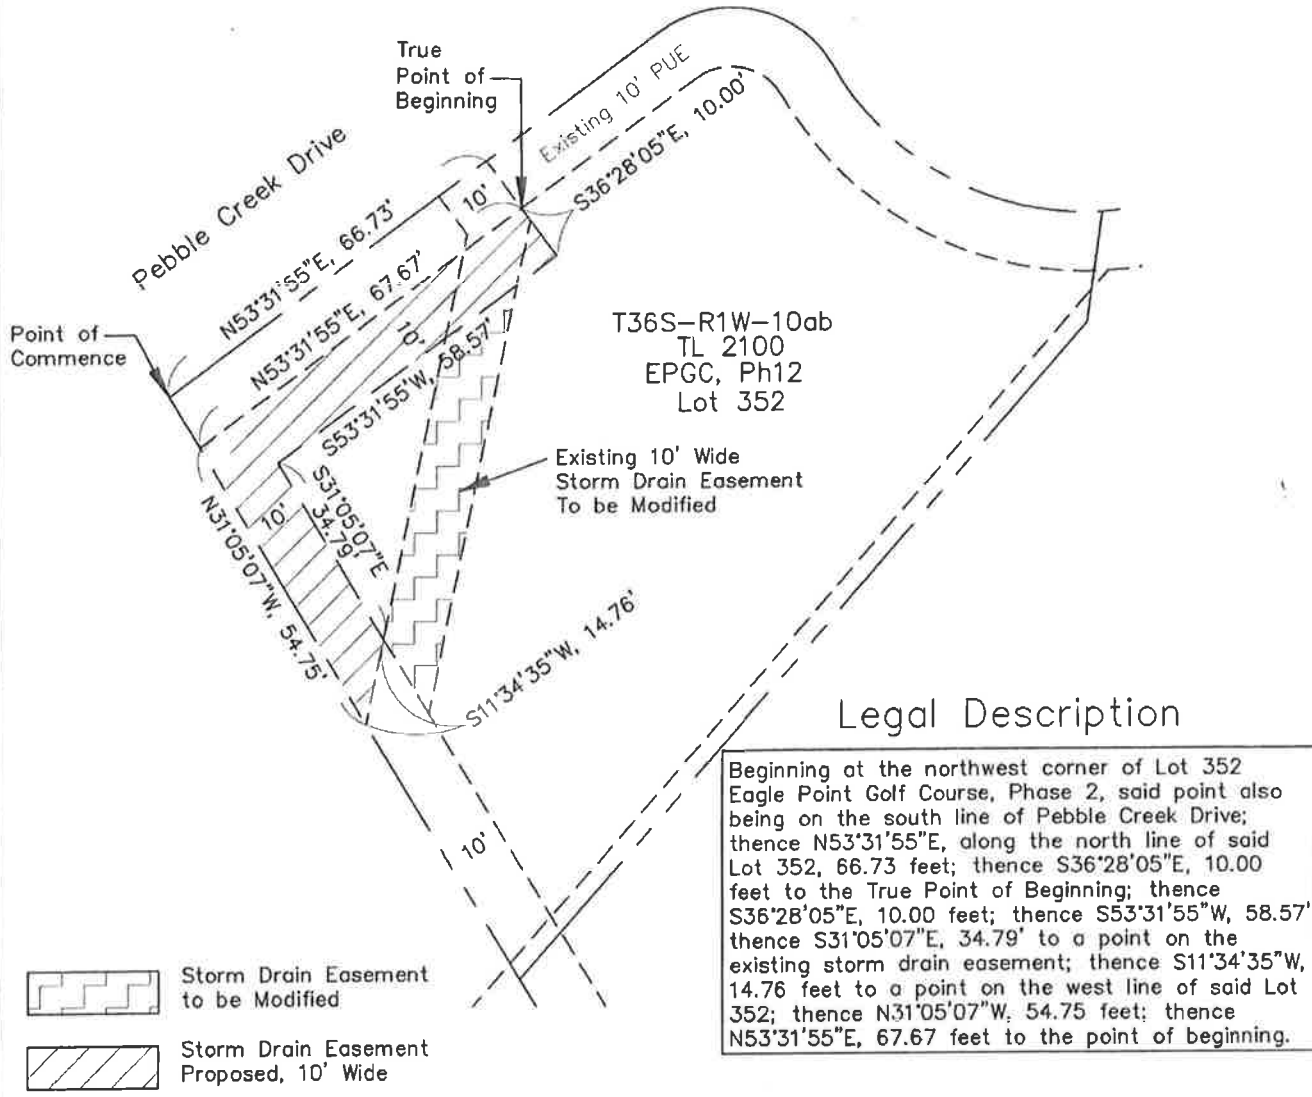 True
Point of
Beginning
Existing 10' PUE
S36°28'05"E, 10.00'
Pebble Creek Drive
10'
N53°31'55"E, 66.73'
N53°31'55"E, 67.67'
10'
S53°31'55"W, 58.57'
Point of
Commence
T36S-R1W-10ab
TL 2100
EPGC, Ph12
Lot 352
Existing 10' Wide
Storm Drain Easement
To be Modified
S31°05'07"E
34.79'
10'
N31°05'07"W, 54.75'
S11°34'35"W, 14.76'
10'
Legal Description
Beginning at the northwest corner of Lot 352
Eagle Point Golf Course, Phase 2, said point also
being on the south line of Pebble Creek Drive;
thence N53°31'55"E, along the north line of said
Lot 352, 66.73 feet; thence S36°28'05"E, 10.00
feet to the True Point of Beginning; thence
S36°28'05"E, 10.00 feet; thence S53°31'55"W, 58.57'
thence S31°05'07"E, 34.79' to a point on the
existing storm drain easement; thence S11°34'35"W,
14.76 feet to a point on the west line of said Lot
352; thence N31°05'07"W, 54.75 feet; thence
N53°31'55"E, 67.67 feet to the point of beginning.
Storm Drain Easement
to be Modified
Storm Drain Easement
Proposed, 10' Wide